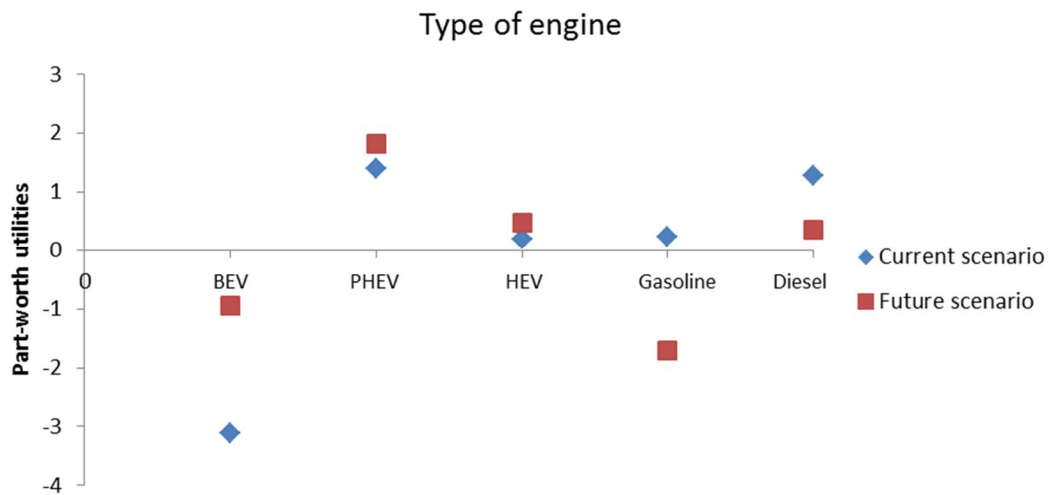 Type of engine
3
2
1
0
-1
-2
-3
-4
Part-worth utilities
0 BEV PHEV HEV Gasoline Diesel
Current scenario
Future scenario